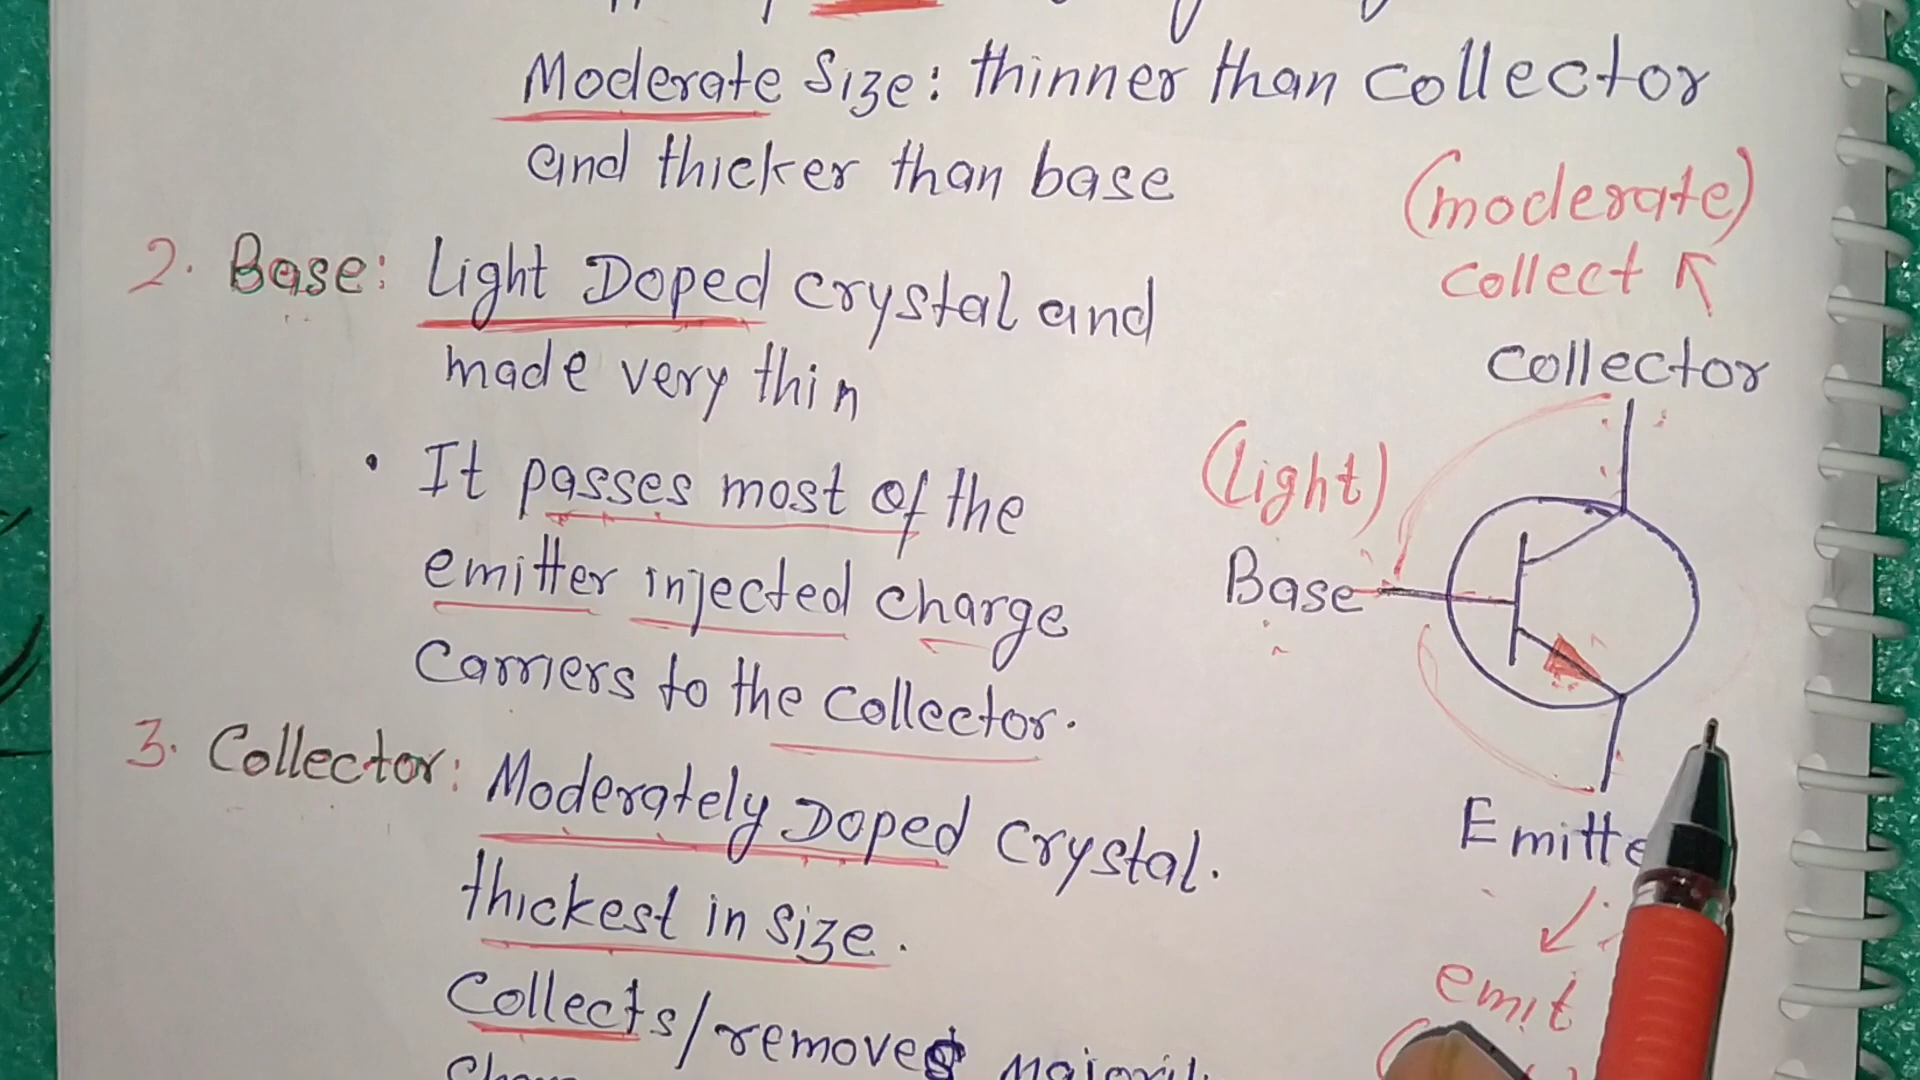 Moderate Size: thinner than collector
and thicker than base
2. Base: Light Doped crystal and
made very thin
• It passes most of the
emitter injected charge
Carriers to the collector.
3. Collector: Moderately Doped Crystal.
thickest in size.
Collects/removes
(moderate)
collect
Collector
(Light)
Base
Emitte
emit